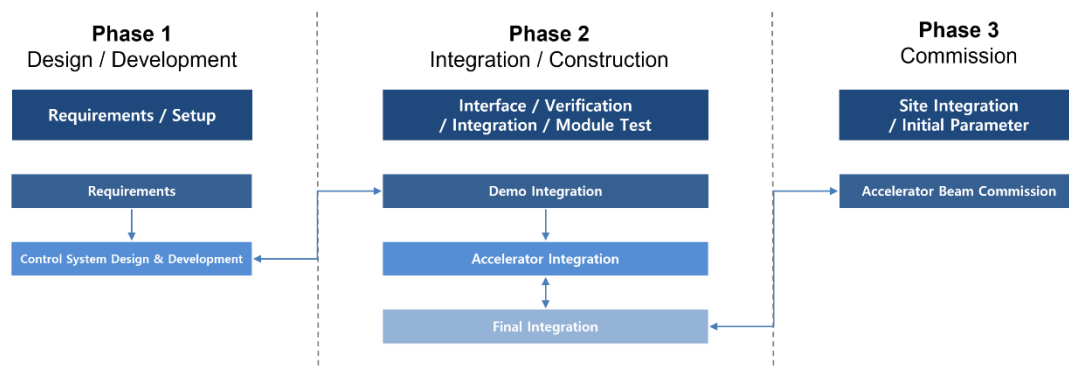 Phase 1
Design / Development
Requirements / Setup
Requirements
Control System Design & Development
Phase 2
Integration / Construction
Interface / Verification
/ Integration / Module Test
Demo Integration
Accelerator Integration
Final Integration
Phase 3
Commission
Site Integration
/ Initial Parameter
Accelerator Beam Commission